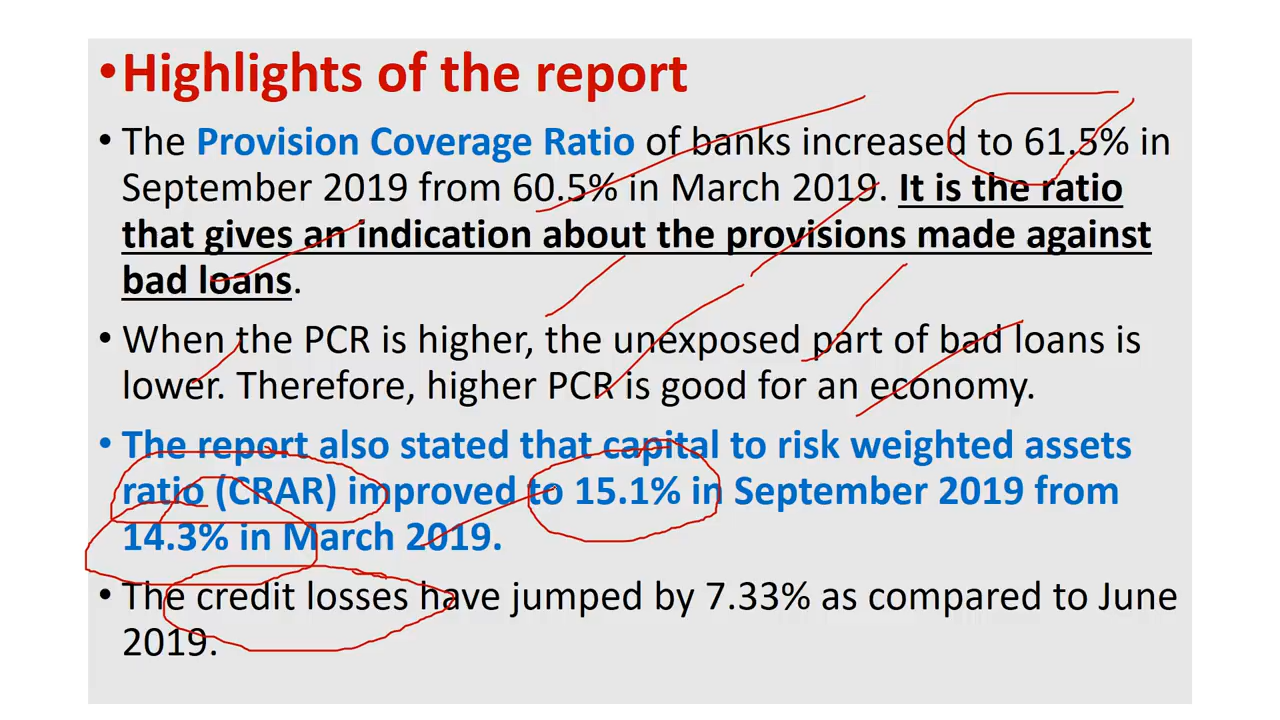 •Highlights of the report
• The Provision Coverage Ratio of banks increased to 61.5% in
September 2019 from 60.5% in March 2019. It is the ratio
that gives an indication about the provisions made against
bad loans.
• When the PCR is higher, the unexposed part of bad loans is
lower. Therefore, higher PCR is good for an economy.
• The report also stated that capital to risk weighted assets
ratio (CRAR) improved to 15.1% in September 2019 from
14.3% in March 2019.
• The credit losses have jumped by 7.33% as compared to June
2019.